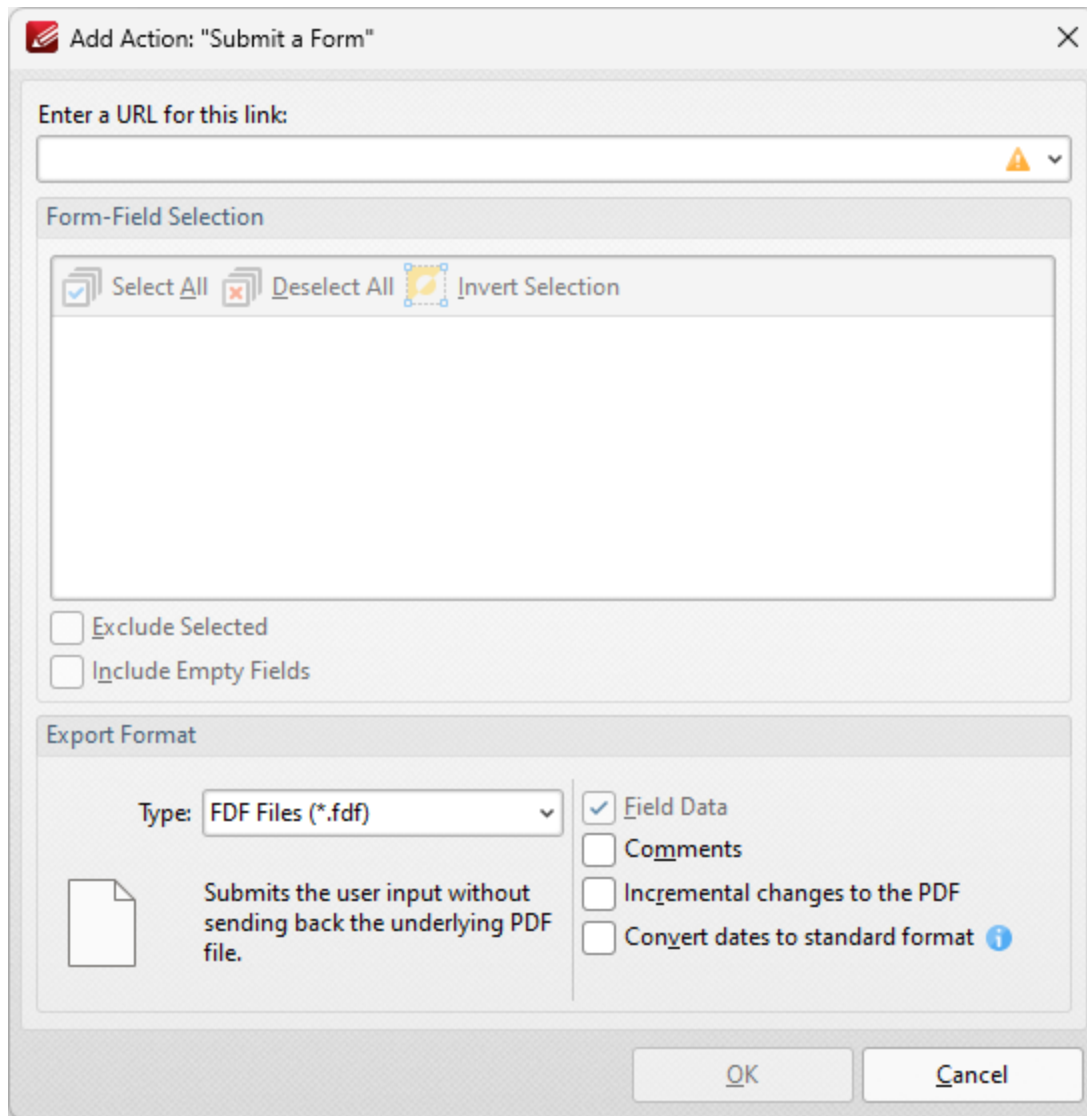 Add Action: "Submit a Form"
Enter a URL for this link:
Form-Field Selection
Select All Deselect All Invert Selection
Exclude Selected
Include Empty Fields
Export Format
Type: FDF Files (*.fdf)
Submits the user input without
sending back the underlying PDF
file.
Field Data
Comments
Incremental changes to the PDF
Convert dates to standard format
OK Cancel